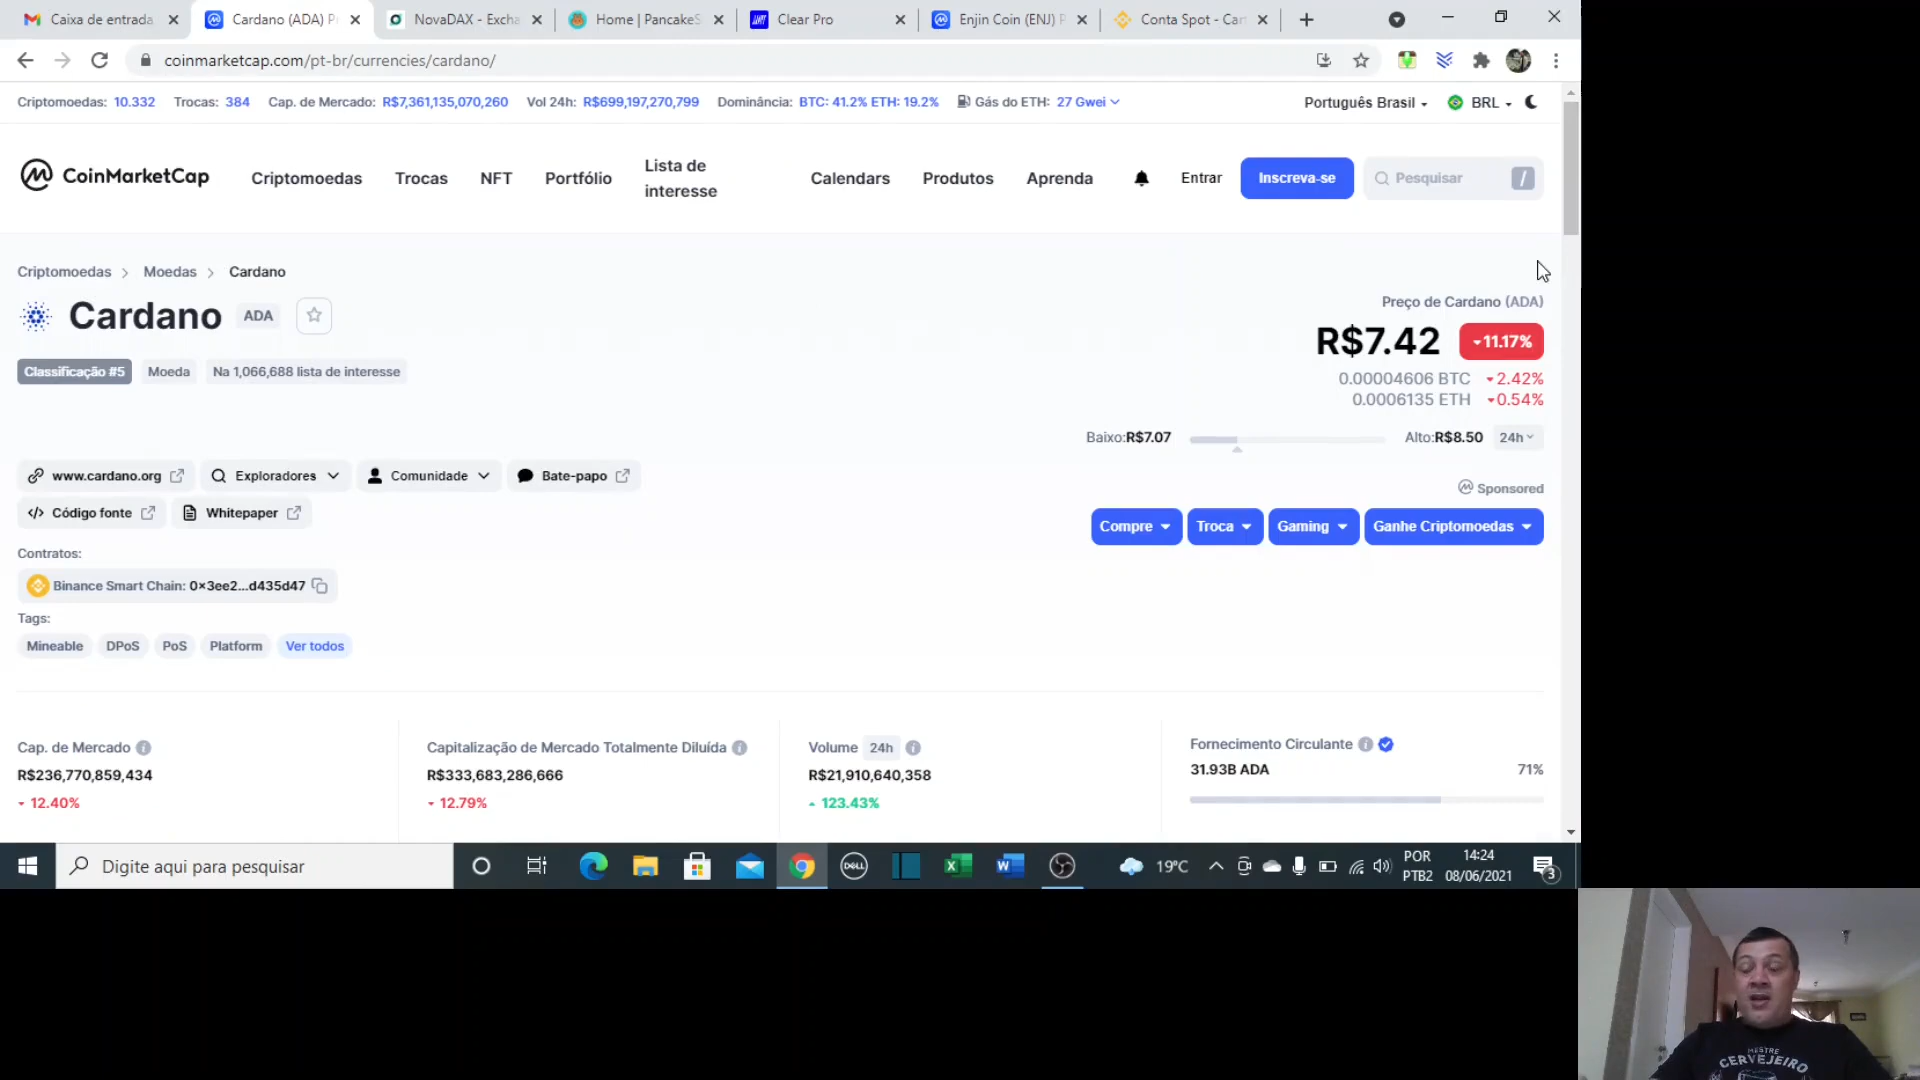 Caixa de entrada
Cardano (ADA) P
NovaDAX - Excha
Home | PancakeS
Clear Pro
Enjin Coin (ENJ) P
Conta Spot - Cart
coinmarketcap.com/pt-br/currencies/cardano/
Criptomoedas: 10.332 Trocas: 384 Cap. de Mercado: R$7,361,135,070,260 Vol 24h: R$699,197,270,799 Dominância: BTC: 41.2% ETH: 19.2% Gás do ETH: 27 Gwei
Português Brasil BRL
CoinMarketCap
Criptomoedas Trocas NFT Portfólio Lista de interesse Calendars Produtos Aprenda Entrar Inscreva-se Pesquisar /
Criptomoedas > Moedas > Cardano
Cardano ADA
Classificação #5 Moeda Na 1,066,688 lista de interesse
Preço de Cardano (ADA)
R$7.42 11.17%
0.00004606 BTC 2.42%
0.0006135 ETH 0.54%
Baixo:R$7.07 Alto:R$8.50 24h
www.cardano.org Exploradores Comunidade Bate-papo
Código fonte Whitepaper
Sponsored
Compre Troca Gaming Ganhe Criptomoedas
Contratos:
Binance Smart Chain: 0x3ee2...d435d47
Tags:
Mineable DPoS PoS Platform Ver todos
Cap. de Mercado
R$236,770,859,434
12.40%
Capitalização de Mercado Totalmente Diluída
R$333,683,286,666
12.79%
Volume 24h
R$21,910,640,358
123.43%
Fornecimento Circulante
31.93B ADA 71%
Digite aqui para pesquisar
DELL
19°C
POR
PTB2
14:24
08/06/2021
3
MESTRE
CERVEJEIRO